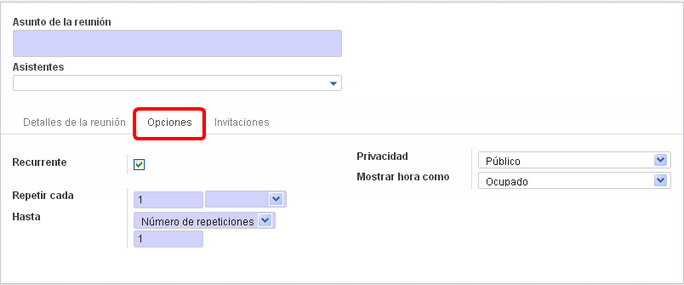 Asunto de la reunión
Asistentes
Detalles de la reunión Opciones Invitaciones
Recurrente
Privacidad Público
Mostrar hora como Ocupado
Repetir cada 1
Hasta Número de repeticiones
1